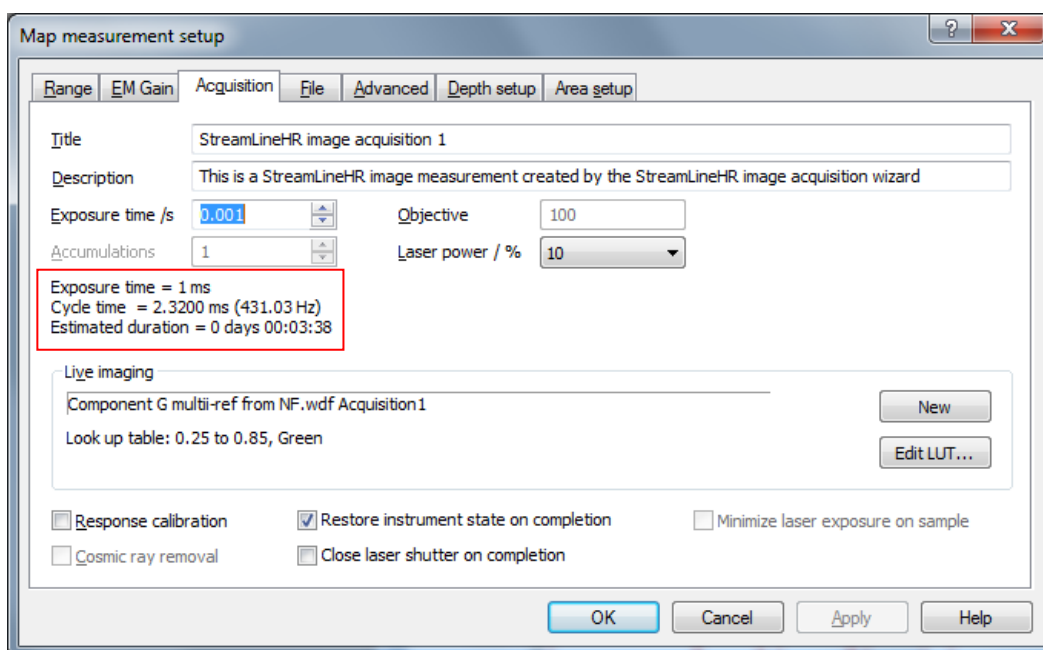 Map measurement setup
Range EM Gain Acquisition File Advanced Depth setup Area setup
Title StreamLineHR image acquisition 1
Description This is a StreamLineHR image measurement created by the StreamLineHR image acquisition wizard
Exposure time /s 0.001 Objective 100
Accumulations 1 Laser power / % 10
Exposure time = 1 ms
Cycle time = 2.3200 ms (431.03 Hz)
Estimated duration = 0 days 00:03:38
Live imaging
Component G multii-ref from NF.wdf Acquisition1
New
Look up table: 0.25 to 0.85, Green
Edit LUT...
Response calibration Restore instrument state on completion Minimize laser exposure on sample
Cosmic ray removal Close laser shutter on completion
OK Cancel Apply Help